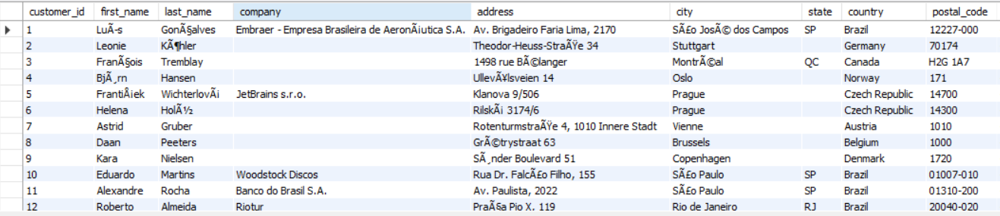 customer_id first_name last_name company address city state country postal_code
1 LuÃ-s GonÃ§alves Embraer - Empresa Brasileira de AeronÃ¡utica S.A. Av. Brigadeiro Faria Lima, 2170 SÃ£o JosÃ© dos Campos SP Brazil 12227-000
2 Leonie KÃ¶hler Theodor-Heuss-StraÃŸe 34 Stuttgart Germany 70174
3 FranÃ§ois Tremblay 1498 rue BÃ©langer MontrÃ©al QC Canada H2G 1A7
4 BjÃ¸rn Hansen UllevÃ¥lsveien 14 Oslo Norway 171
5 FrantiÅ¡ek WichterlovÃ¡ JetBrains s.r.o. Klanova 9/506 Prague Czech Republic 14700
6 Helena HolÃ½ RilskÃ¡ 3174/6 Prague Czech Republic 14300
7 Astrid Gruber RotenturmstraÃŸe 4, 1010 Innere Stadt Vienne Austria 1010
8 Daan Peeters GrÃ©trystraat 63 Brussels Belgium 1000
9 Kara Nielsen SÃ¸nder Boulevard 51 Copenhagen Denmark 1720
10 Eduardo Martins Woodstock Discos Rua Dr. FalcÃ£o Filho, 155 SÃ£o Paulo SP Brazil 01007-010
11 Alexandre Rocha Banco do Brasil S.A. Av. Paulista, 2022 SÃ£o Paulo SP Brazil 01310-200
12 Roberto Almeida Riotur PraÃ§a Pio X, 119 Rio de Janeiro RJ Brazil 20040-020